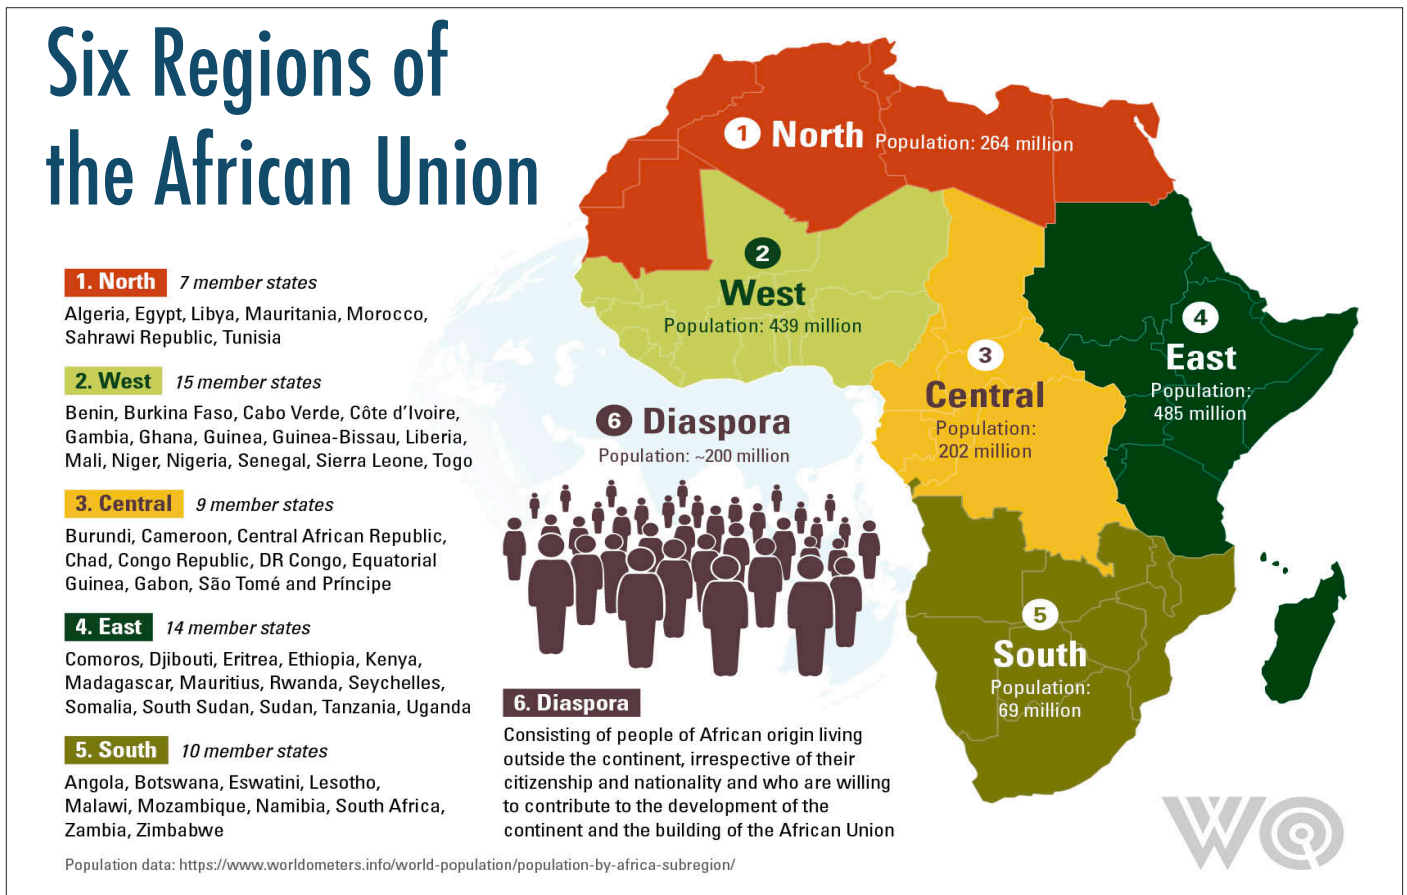 Six Regions of
the African Union
1 North Population: 264 million
2
West
Population: 439 million
3
Central
Population:
202 million
4
East
Population:
485 million
5
South
Population:
69 million
6 Diaspora
Population: ~200 million
1. North 7 member states
Algeria, Egypt, Libya, Mauritania, Morocco,
Sahrawi Republic, Tunisia
2. West 15 member states
Benin, Burkina Faso, Cabo Verde, Côte d’Ivoire,
Gambia, Ghana, Guinea, Guinea-Bissau, Liberia,
Mali, Niger, Nigeria, Senegal, Sierra Leone, Togo
3. Central 9 member states
Burundi, Cameroon, Central African Republic,
Chad, Congo Republic, DR Congo, Equatorial
Guinea, Gabon, São Tomé and Príncipe
4. East 14 member states
Comoros, Djibouti, Eritrea, Ethiopia, Kenya,
Madagascar, Mauritius, Rwanda, Seychelles,
Somalia, South Sudan, Sudan, Tanzania, Uganda
5. South 10 member states
Angola, Botswana, Eswatini, Lesotho,
Malawi, Mozambique, Namibia, South Africa,
Zambia, Zimbabwe
6. Diaspora
Consisting of people of African origin living
outside the continent, irrespective of their
citizenship and nationality and who are willing
to contribute to the development of the
continent and the building of the African Union
Population data: https://www.worldometers.info/world-population/population-by-africa-subregion/
WQ